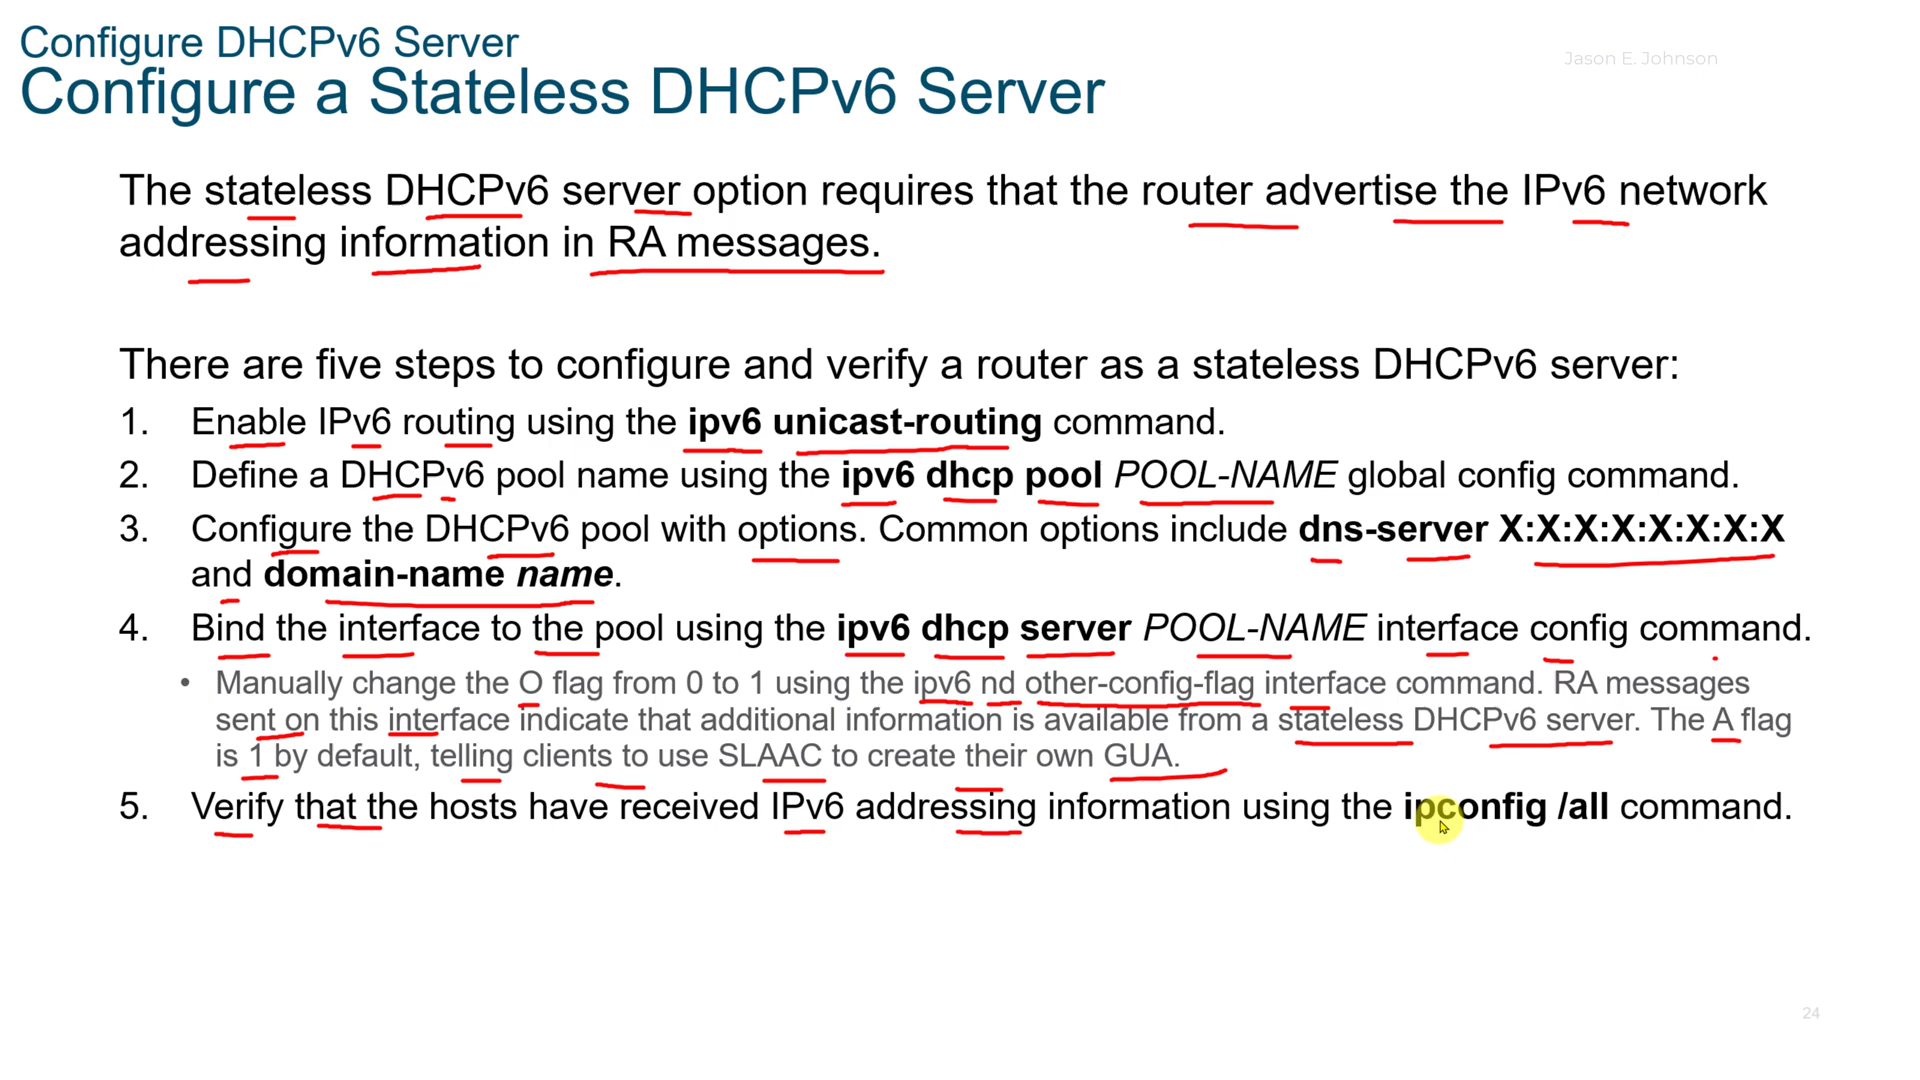 Configure DHCPv6 Server
Jason E. Johnson
Configure a Stateless DHCPv6 Server
The stateless DHCPv6 server option requires that the router advertise the IPv6 network
addressing information in RA messages.
There are five steps to configure and verify a router as a stateless DHCPv6 server:
1. Enable IPv6 routing using the ipv6 unicast-routing command.
2. Define a DHCPv6 pool name using the ipv6 dhcp pool POOL-NAME global config command.
3. Configure the DHCPv6 pool with options. Common options include dns-server X:X:X:X:X:X:X:X
and domain-name name.
4. Bind the interface to the pool using the ipv6 dhcp server POOL-NAME interface config command.
• Manually change the O flag from 0 to 1 using the ipv6 nd other-config-flag interface command. RA messages
sent on this interface indicate that additional information is available from a stateless DHCPv6 server. The A flag
is 1 by default, telling clients to use SLAAC to create their own GUA.
5. Verify that the hosts have received IPv6 addressing information using the ipconfig /all command.
24